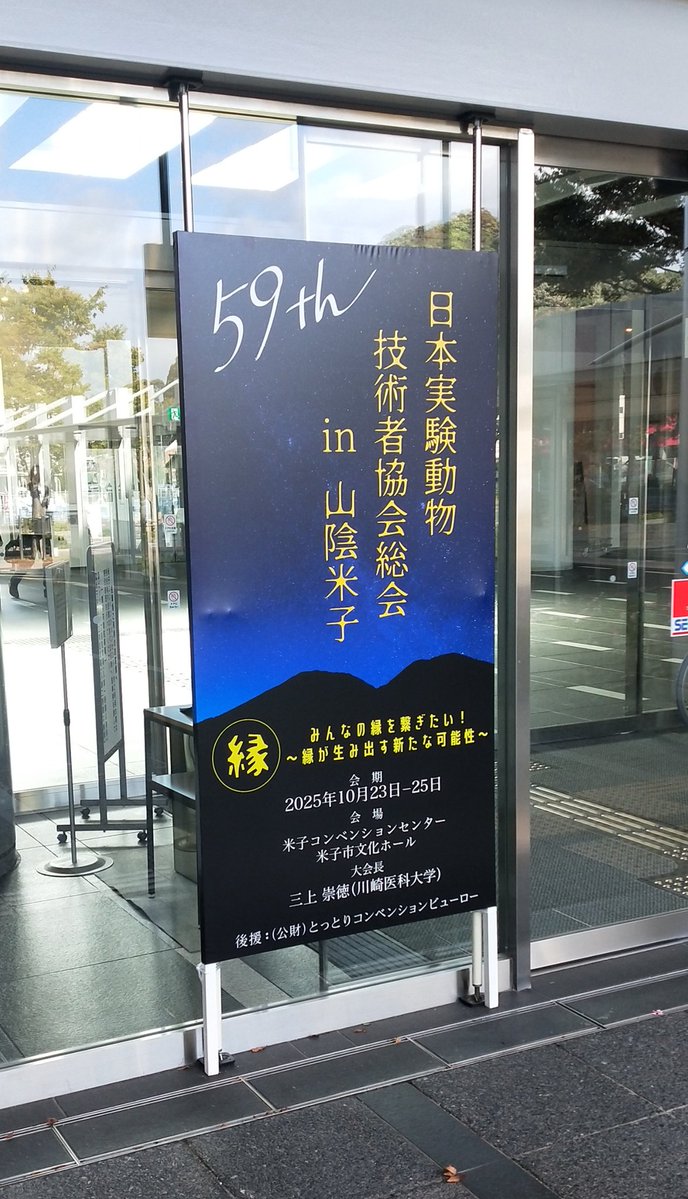 59th
日本実験動物
技術者協会総会
in 山陰米子
縁
みんなの縁を繋ぎたい！
～縁が生み出す新たな可能性～
会 期
2025年10月23日–25日
会 場
米子コンベンションセンター
米子市文化ホール
大会長
三上 崇徳(川崎医科大学)
後援：(公財)とっとりコンベンションビューロー
SE